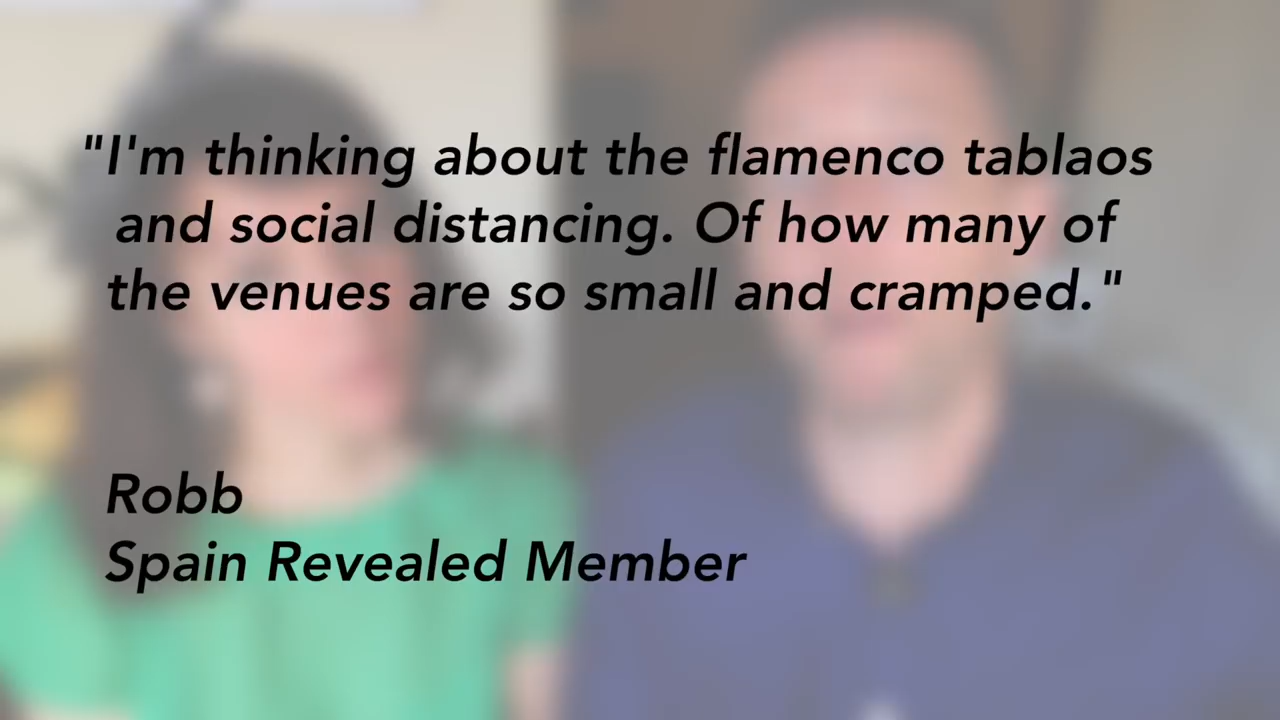 "I'm thinking about the flamenco tablaos
and social distancing. Of how many of
the venues are so small and cramped."
Robb
Spain Revealed Member